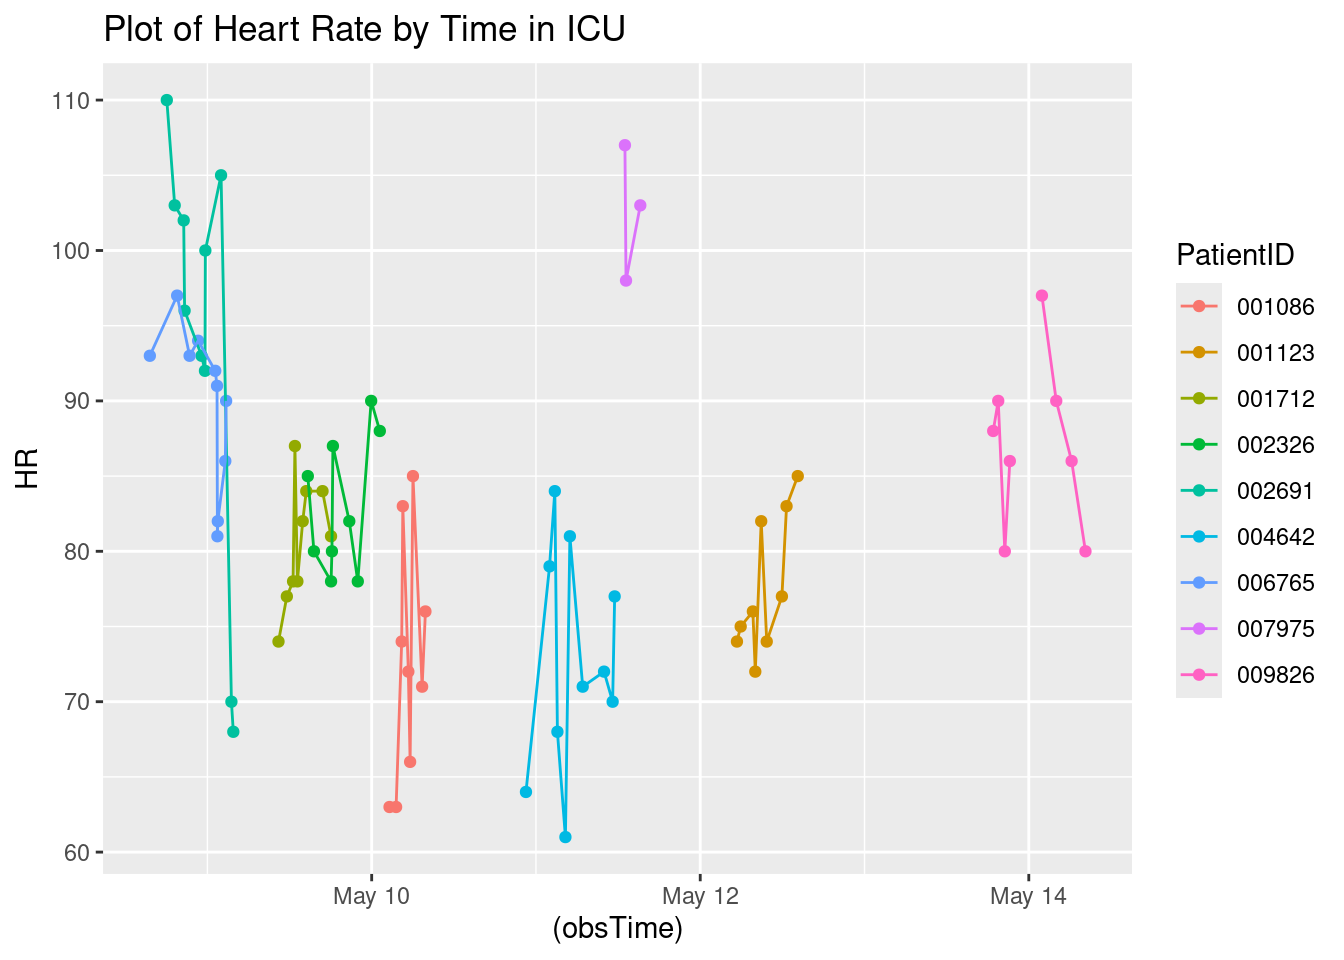 Plot of Heart Rate by Time in ICU
110
100
90
80
70
60
HR
May 10
May 12
May 14
(obsTime)
PatientID
001086
001123
001712
002326
002691
004642
006765
007975
009826